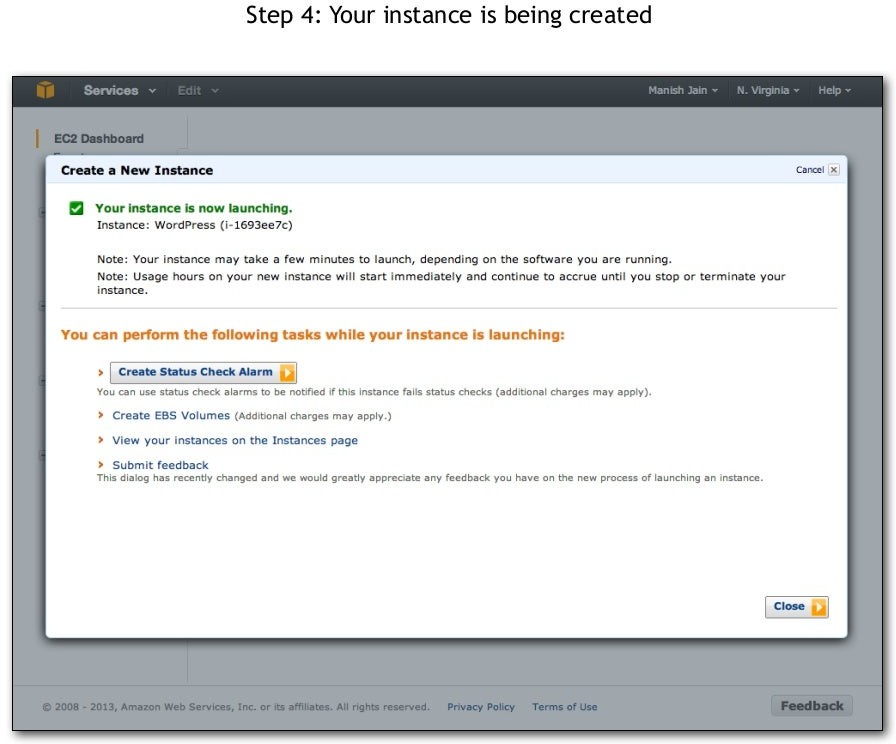 Step 4: Your instance is being created
Services Edit Manish Jain N. Virginia Help
EC2 Dashboard
Create a New Instance Cancel
Your instance is now launching.
Instance: WordPress (i-1693ee7c)
Note: Your instance may take a few minutes to launch, depending on the software you are running.
Note: Usage hours on your new instance will start immediately and continue to accrue until you stop or terminate your
instance.
You can perform the following tasks while your instance is launching:
Create Status Check Alarm
You can use status check alarms to be notified if this instance fails status checks (additional charges may apply).
Create EBS Volumes (Additional charges may apply.)
View your instances on the Instances page
Submit feedback
This dialog has recently changed and we would greatly appreciate any feedback you have on the new process of launching an instance.
Close
© 2008 - 2013, Amazon Web Services, Inc. or its affiliates. All rights reserved. Privacy Policy Terms of Use Feedback